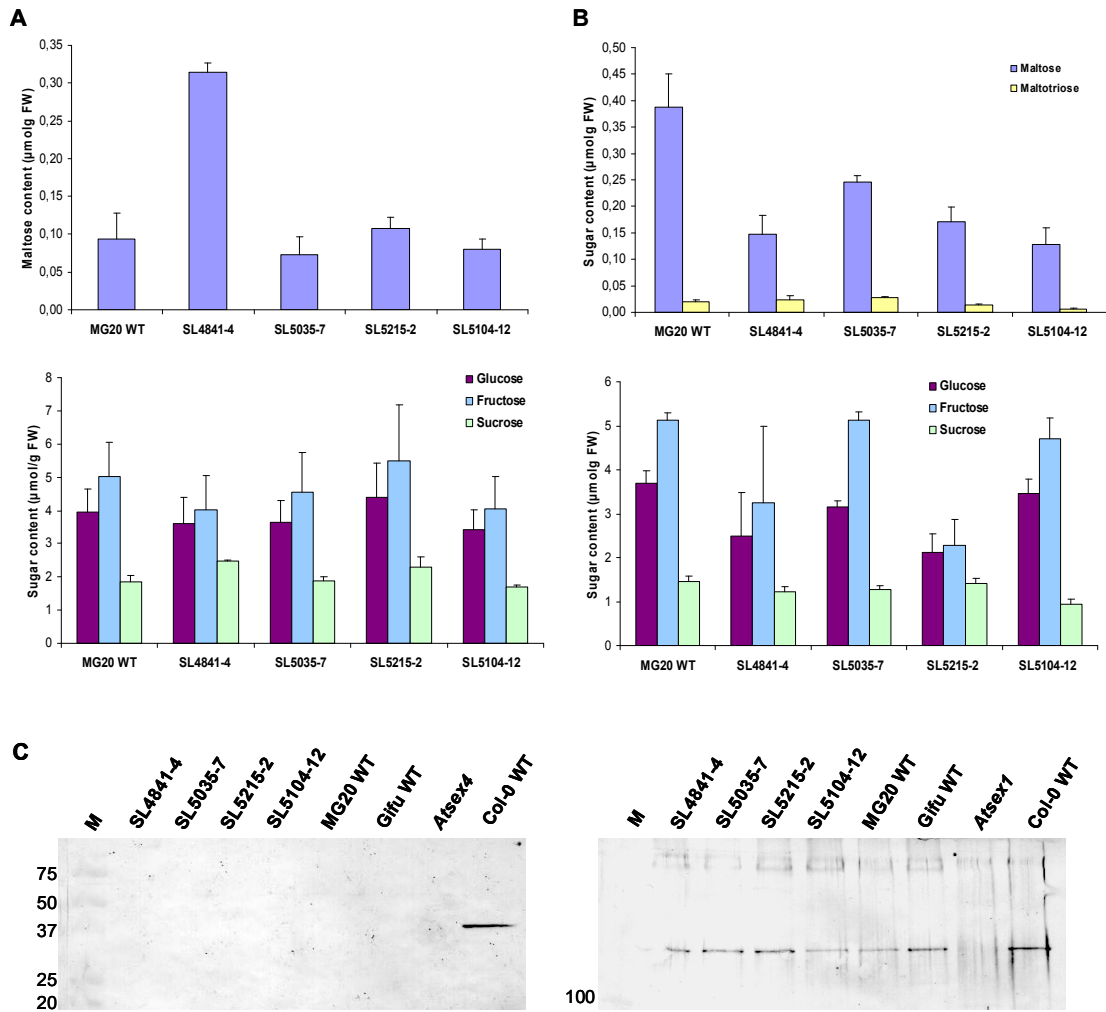 A
Maltose content (µmolg FW)
0,35
0,30
0,25
0,20
0,15
0,10
0,05
0,00
MG20 WT SL4841-4 SL5035-7 SL5215-2 SL5104-12
B
Sugar content (µmolg FW)
0,50
0,45
0,40
0,35
0,30
0,25
0,20
0,15
0,10
0,05
0,00
Maltose
Maltotriose
MG20 WT SL4841-4 SL5035-7 SL5215-2 SL5104-12
Sugar content (µmol/g FW)
8
7
6
5
4
3
2
1
0
Glucose
Fructose
Sucrose
MG20 WT SL4841-4 SL5035-7 SL5215-2 SL5104-12
Sugar content (µmolg FW)
6
5
4
3
2
1
0
Glucose
Fructose
Sucrose
MG20 WT SL4841-4 SL5035-7 SL5215-2 SL5104-12
C
M SL4841-4 SL5035-7 SL5215-2 SL5104-12 MG20 WT Gifu WT Atsex4 Col-0 WT
75
50
37
25
20
M SL4841-4 SL5035-7 SL5215-2 SL5104-12 MG20 WT Gifu WT Atsex1 Col-0 WT
100